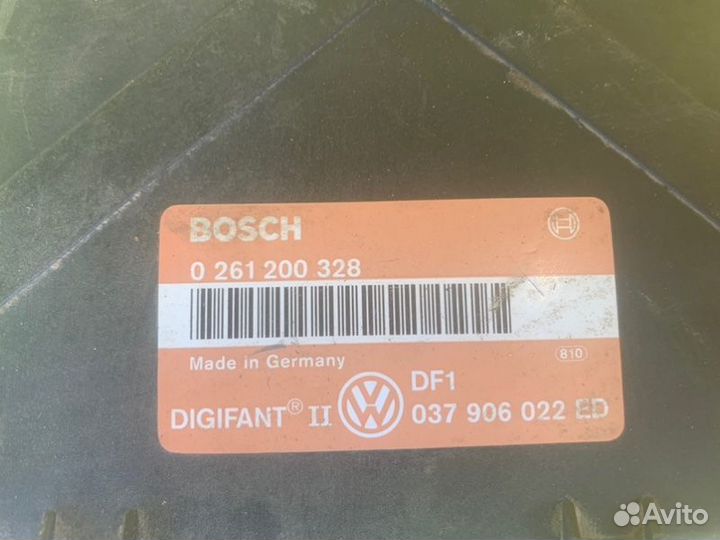 BOSCH
0 261 200 328
Made in Germany
810
DIGIFANT® II
DF1
037 906 022 ED
Avito